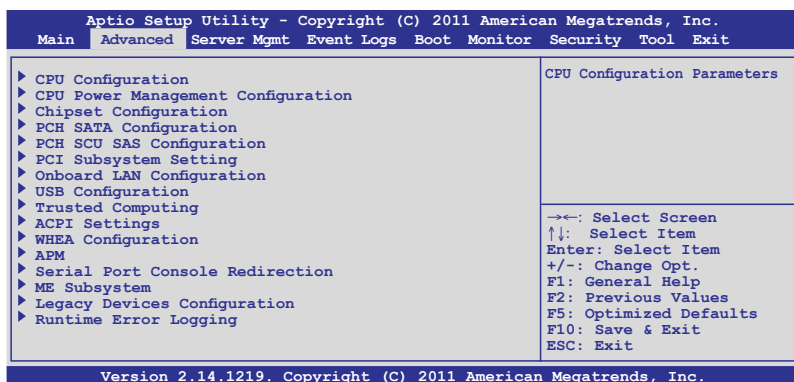 Aptio Setup Utility - Copyright (C) 2011 American Megatrends, Inc.
Main Advanced Server Mgmt Event Logs Boot Monitor Security Tool Exit
CPU Configuration
CPU Power Management Configuration
Chipset Configuration
PCH SATA Configuration
PCH SCU SAS Configuration
PCI Subsystem Setting
Onboard LAN Configuration
USB Configuration
Trusted Computing
ACPI Settings
WHEA Configuration
APM
Serial Port Console Redirection
ME Subsystem
Legacy Devices Configuration
Runtime Error Logging
CPU Configuration Parameters
→←: Select Screen
↑↓: Select Item
Enter: Select Item
+/-: Change Opt.
F1: General Help
F2: Previous Values
F5: Optimized Defaults
F10: Save & Exit
ESC: Exit
Version 2.14.1219. Copyright (C) 2011 American Megatrends, Inc.